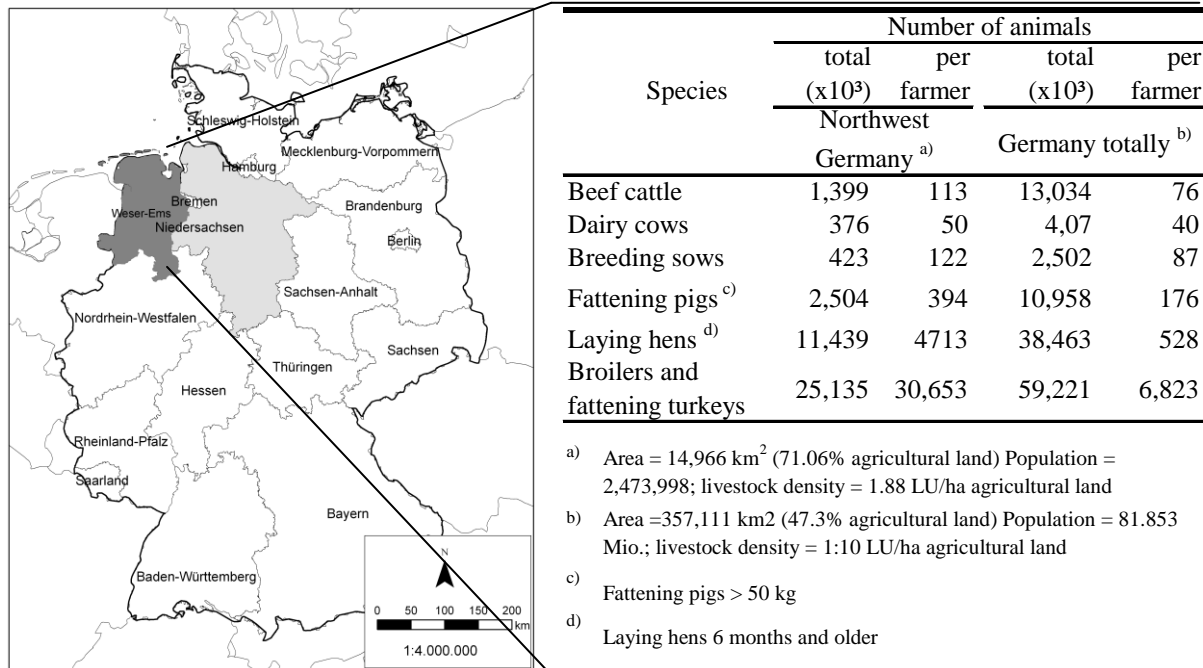 Schleswig-Holstein
Mecklenburg-Vorpommern
Hamburg
Bremen
Weser-Ems
Niedersachsen
Brandenburg
Berlin
Sachsen-Anhalt
Nordrhein-Westfalen
Sachsen
Thüringen
Hessen
Rheinland-Pfalz
Saarland
Bayern
Baden-Württemberg
N
0 50 100 150 200
km
1:4.000.000
Number of animals
total per total per
Species (x10³) farmer (x10³) farmer
Northwest
Germany a) Germany totally b)
Beef cattle 1,399 113 13,034 76
Dairy cows 376 50 4,07 40
Breeding sows 423 122 2,502 87
Fattening pigs c) 2,504 394 10,958 176
Laying hens d) 11,439 4713 38,463 528
Broilers and
fattening turkeys 25,135 30,653 59,221 6,823
a) Area = 14,966 km² (71.06% agricultural land) Population =
2,473,998; livestock density = 1.88 LU/ha agricultural land
b) Area =357,111 km2 (47.3% agricultural land) Population = 81.853
Mio.; livestock density = 1:10 LU/ha agricultural land
c) Fattening pigs > 50 kg
d) Laying hens 6 months and older